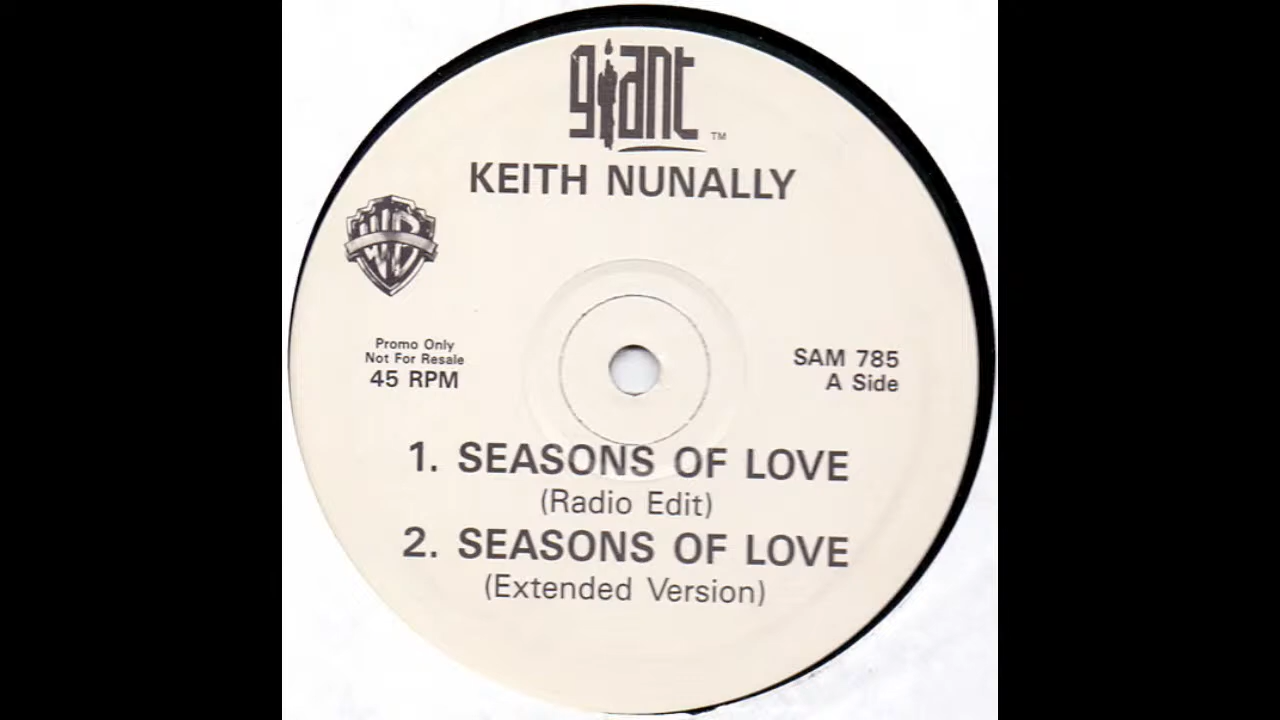 giant TM
KEITH NUNALLY
WB
Promo Only
Not For Resale
45 RPM
SAM 785
A Side
1. SEASONS OF LOVE
(Radio Edit)
2. SEASONS OF LOVE
(Extended Version)